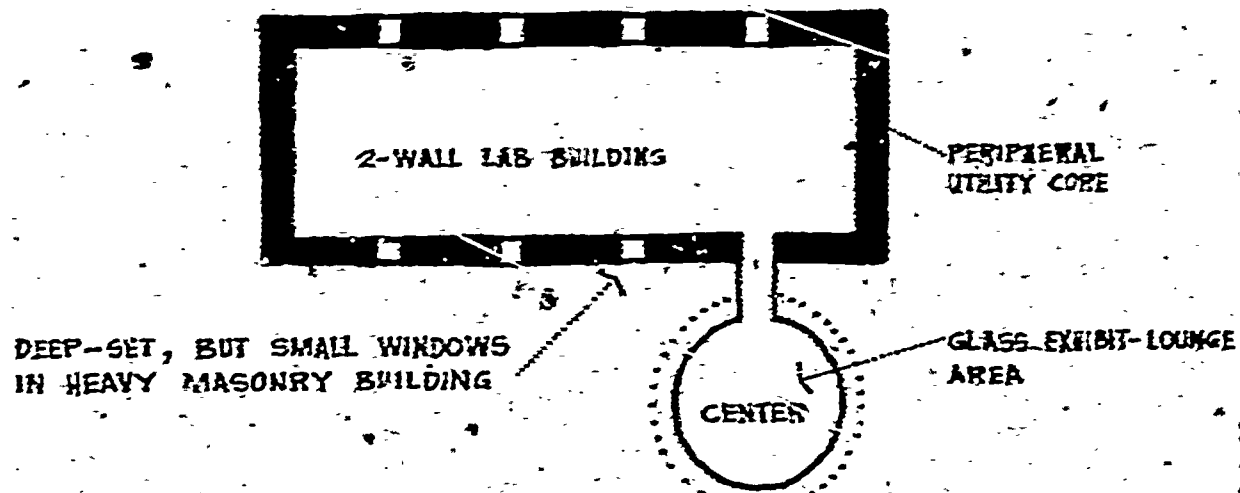 2-WALL LAB BUILDING
PERIPHERAL
UTILITY CORE
DEEP-SET, BUT SMALL WINDOWS
IN HEAVY MASONRY BUILDING
GLASS EXHIBIT-LOUNGE
AREA
CENTER